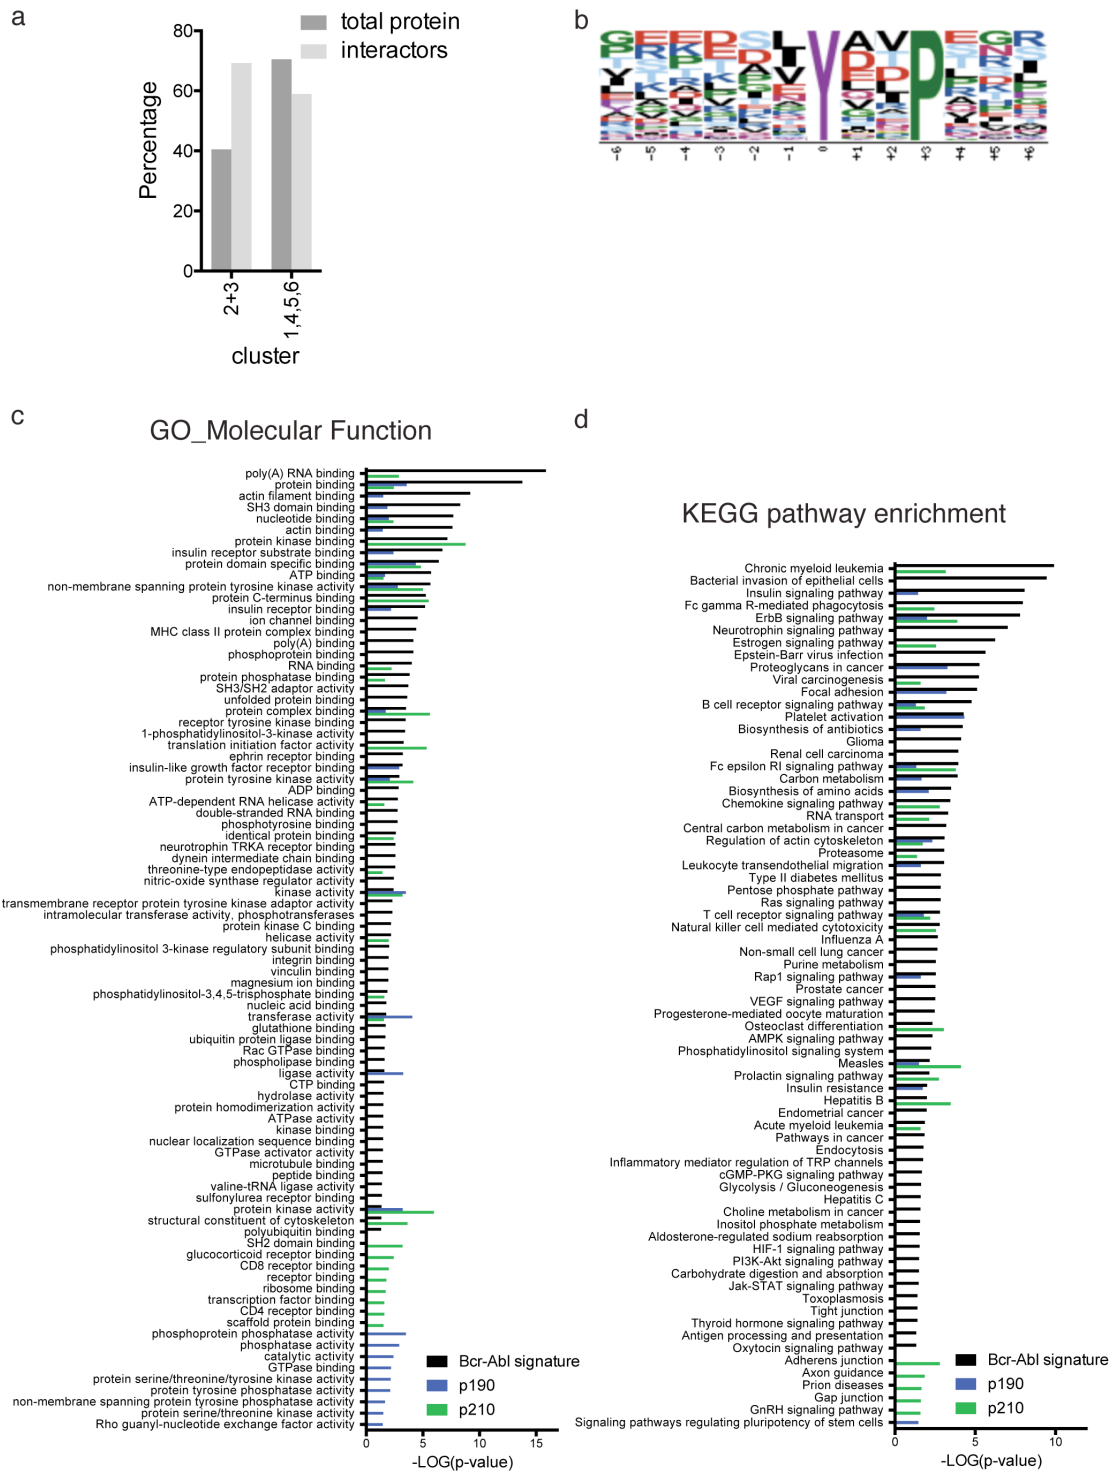 a
total protein
interactors
80
60
40
20
0
Percentage
2+3
1,4,5,6
cluster
b
-6 -5 -4 -3 -2 -1 0 +1 +2 +3 +4 +5 +6
c
GO_Molecular Function
poly(A) RNA binding
protein binding
actin filament binding
SH3 domain binding
nucleotide binding
actin binding
protein kinase binding
insulin receptor substrate binding
protein domain specific binding
ATP binding
non-membrane spanning protein tyrosine kinase activity
protein C-terminus binding
insulin receptor binding
ion channel binding
MHC class II protein complex binding
poly(A) binding
phosphoprotein binding
RNA binding
protein phosphatase binding
SH3/SH2 adaptor activity
unfolded protein binding
protein complex binding
receptor tyrosine kinase binding
1-phosphatidylinositol-3-kinase activity
translation initiation factor activity
ephrin receptor binding
insulin-like growth factor receptor binding
protein tyrosine kinase activity
ADP binding
ATP-dependent RNA helicase activity
double-stranded RNA binding
phosphotyrosine binding
identical protein binding
neurotrophin TRKA receptor binding
dynein intermediate chain binding
threonine-type endopeptidase activity
nitric-oxide synthase regulator activity
kinase activity
transmembrane receptor protein tyrosine kinase adaptor activity
intramolecular transferase activity, phosphotransferases
protein kinase C binding
helicase activity
phosphatidylinositol 3-kinase regulatory subunit binding
integrin binding
vinculin binding
magnesium ion binding
phosphatidylinositol-3,4,5-trisphosphate binding
nucleic acid binding
transferase activity
glutathione binding
ubiquitin protein ligase binding
Rac GTPase binding
phospholipase binding
ligase activity
CTP binding
hydrolase activity
protein homodimerization activity
ATPase activity
kinase binding
nuclear localization sequence binding
GTPase activator activity
microtubule binding
peptide binding
valine-tRNA ligase activity
sulfonylurea receptor binding
protein kinase activity
structural constituent of cytoskeleton
polyubiquitin binding
SH2 domain binding
glucocorticoid receptor binding
CD8 receptor binding
receptor binding
ribosome binding
transcription factor binding
CD4 receptor binding
scaffold protein binding
phosphoprotein phosphatase activity
phosphatase activity
catalytic activity
GTPase binding
protein serine/threonine/tyrosine kinase activity
protein tyrosine phosphatase activity
non-membrane spanning protein tyrosine phosphatase activity
protein serine/threonine kinase activity
Rho guanyl-nucleotide exchange factor activity
Bcr-Abl signature
p190
p210
0 5 10 15
-LOG(p-value)
d
KEGG pathway enrichment
Chronic myeloid leukemia
Bacterial invasion of epithelial cells
Insulin signaling pathway
Fc gamma R-mediated phagocytosis
ErbB signaling pathway
Neurotrophin signaling pathway
Estrogen signaling pathway
Epstein-Barr virus infection
Proteoglycans in cancer
Viral carcinogenesis
Focal adhesion
B cell receptor signaling pathway
Platelet activation
Biosynthesis of antibiotics
Glioma
Renal cell carcinoma
Fc epsilon RI signaling pathway
Carbon metabolism
Biosynthesis of amino acids
Chemokine signaling pathway
RNA transport
Central carbon metabolism in cancer
Regulation of actin cytoskeleton
Proteasome
Leukocyte transendothelial migration
Type II diabetes mellitus
Pentose phosphate pathway
Ras signaling pathway
T cell receptor signaling pathway
Natural killer cell mediated cytotoxicity
Influenza A
Non-small cell lung cancer
Purine metabolism
Rap1 signaling pathway
Prostate cancer
VEGF signaling pathway
Progesterone-mediated oocyte maturation
Osteoclast differentiation
AMPK signaling pathway
Phosphatidylinositol signaling system
Measles
Prolactin signaling pathway
Insulin resistance
Hepatitis B
Endometrial cancer
Acute myeloid leukemia
Pathways in cancer
Endocytosis
Inflammatory mediator regulation of TRP channels
cGMP-PKG signaling pathway
Glycolysis / Gluconeogenesis
Hepatitis C
Choline metabolism in cancer
Inositol phosphate metabolism
Aldosterone-regulated sodium reabsorption
HIF-1 signaling pathway
PI3K-Akt signaling pathway
Carbohydrate digestion and absorption
Jak-STAT signaling pathway
Toxoplasmosis
Tight junction
Thyroid hormone signaling pathway
Antigen processing and presentation
Oxytocin signaling pathway
Adherens junction
Axon guidance
Prion diseases
Gap junction
GnRH signaling pathway
Signaling pathways regulating pluripotency of stem cells
Bcr-Abl signature
p190
p210
0 5 10
-LOG(p-value)